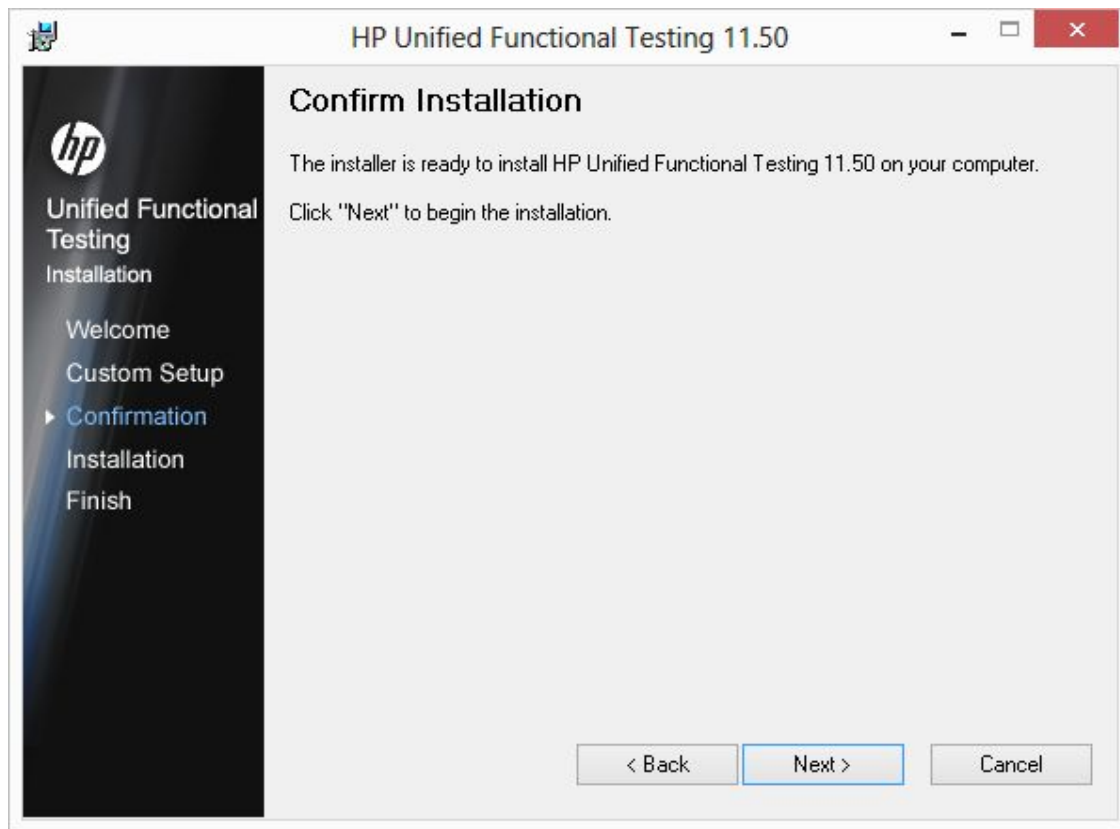 HP Unified Functional Testing 11.50
hp
Unified Functional
Testing
Installation
Welcome
Custom Setup
Confirmation
Installation
Finish
Confirm Installation
The installer is ready to install HP Unified Functional Testing 11.50 on your computer.
Click "Next" to begin the installation.
< Back
Next >
Cancel